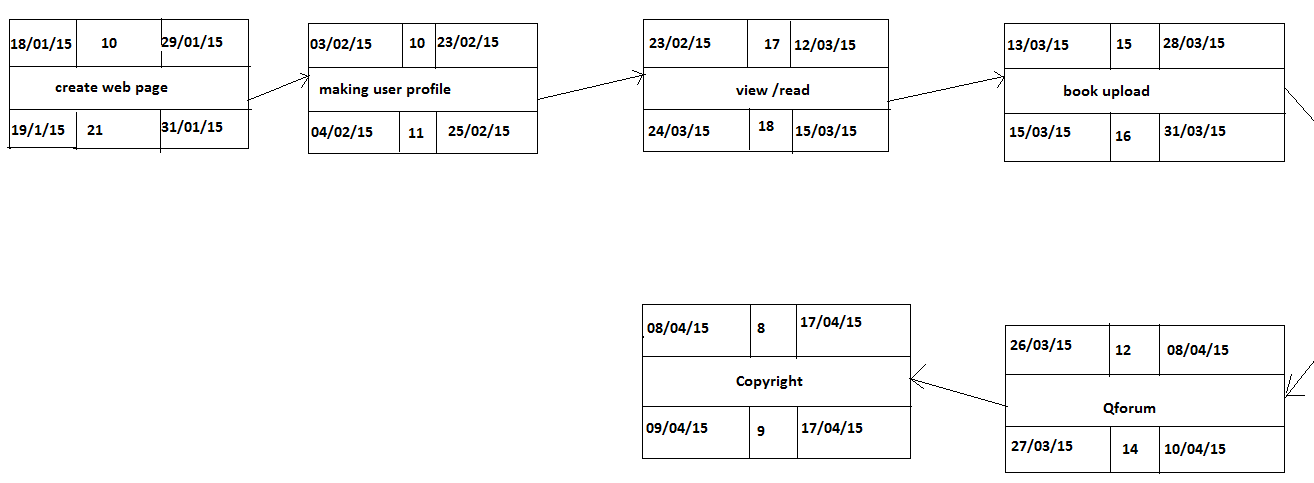 18/01/15 10 29/01/15
create web page
19/1/15 21 31/01/15
03/02/15 10 23/02/15
making user profile
04/02/15 11 25/02/15
23/02/15 17 12/03/15
view /read
24/03/15 18 15/03/15
13/03/15 15 28/03/15
book upload
15/03/15 16 31/03/15
26/03/15 12 08/04/15
Qforum
27/03/15 14 10/04/15
08/04/15 8 17/04/15
Copyright
09/04/15 9 17/04/15